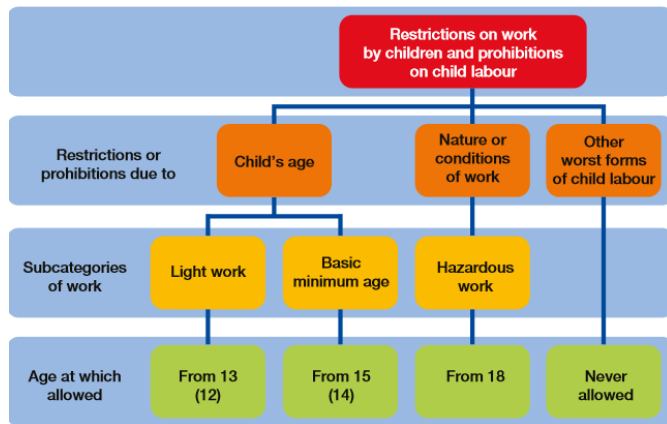 Restrictions on work
by children and prohibitions
on child labour
Restrictions or
prohibitions due to
Child's age
Nature or
conditions
of work
Other
worst forms
of child labour
Subcategories
of work
Light work
Basic
minimum age
Hazardous
work
Age at which
allowed
From 13
(12)
From 15
(14)
From 18
Never
allowed